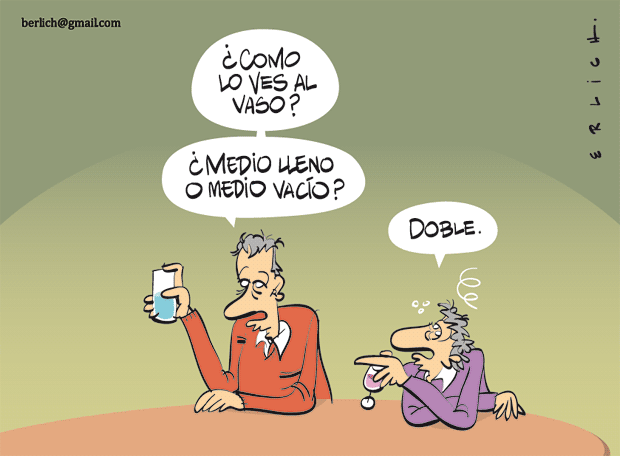 berlich@gmail.com
¿COMO
LO VES AL
VASO?
¿MEDIO LLENO
O MEDIO VACÍO?
DOBLE.
ERLICH.